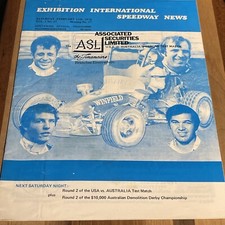 EXHIBITION INTERNATIONAL
SPEEDWAY NEWS
ASSOCIATED
SECURITIES
LIMITED
ASL
AUSTRALIA
WINFIELD
NEXT SATURDAY NIGHT:
Round 2 of the USA vs. AUSTRALIA Test Match
plus
Round 2 of the $10,000 Australian Demolition Derby Championship